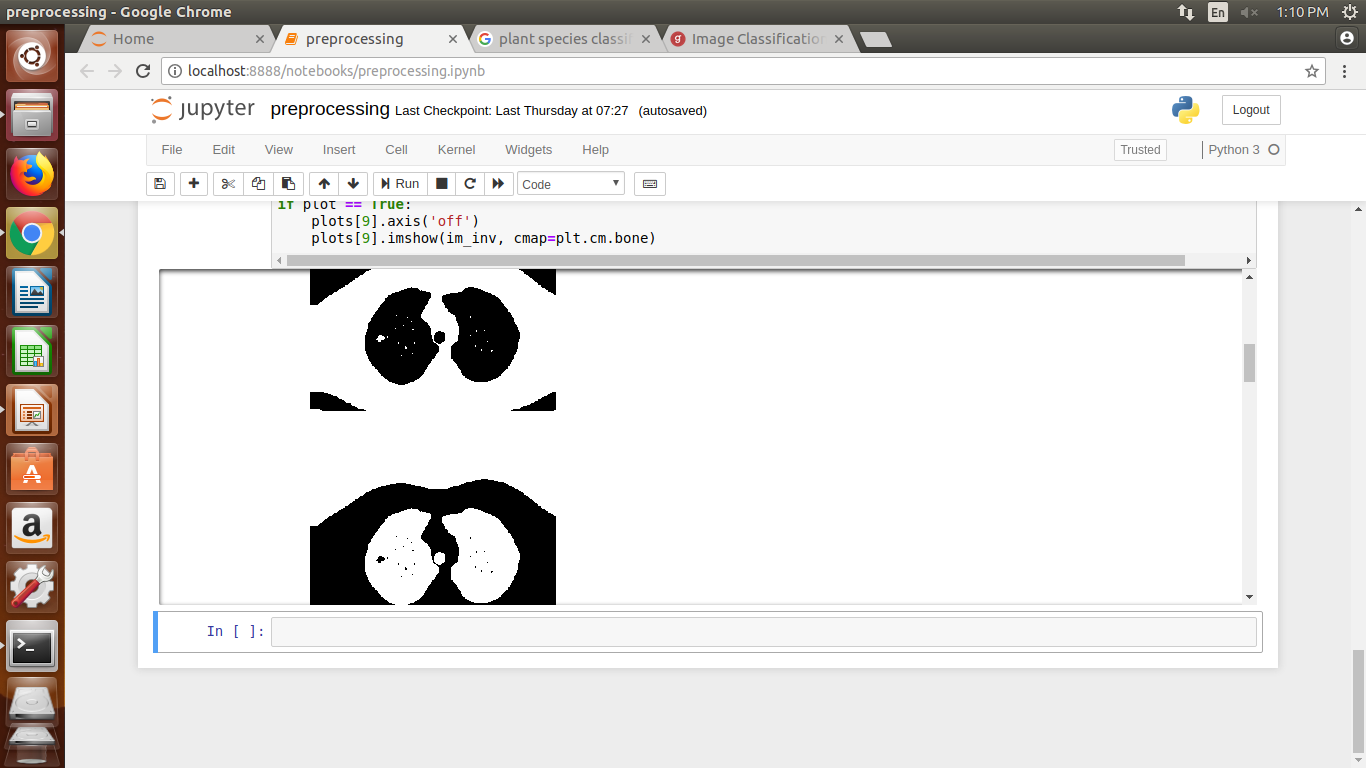 preprocessing - Google Chrome
En
1:10 PM
Home
preprocessing
plant species classif
Image Classification
localhost:8888/notebooks/preprocessing.ipynb
jupyter
preprocessing Last Checkpoint: Last Thursday at 07:27 (autosaved)
Logout
File Edit View Insert Cell Kernel Widgets Help
Trusted
Python 3
Run
Code
if plot == True:
plots[9].axis('off')
plots[9].imshow(im_inv, cmap=plt.cm.bone)
In [ ]: